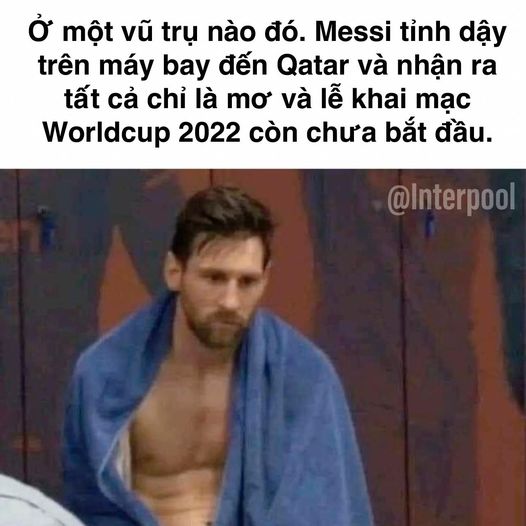 Ở một vũ trụ nào đó. Messi tỉnh dậy
trên máy bay đến Qatar và nhận ra
tất cả chỉ là mơ và lễ khai mạc
Worldcup 2022 còn chưa bắt đầu.
@Interpool